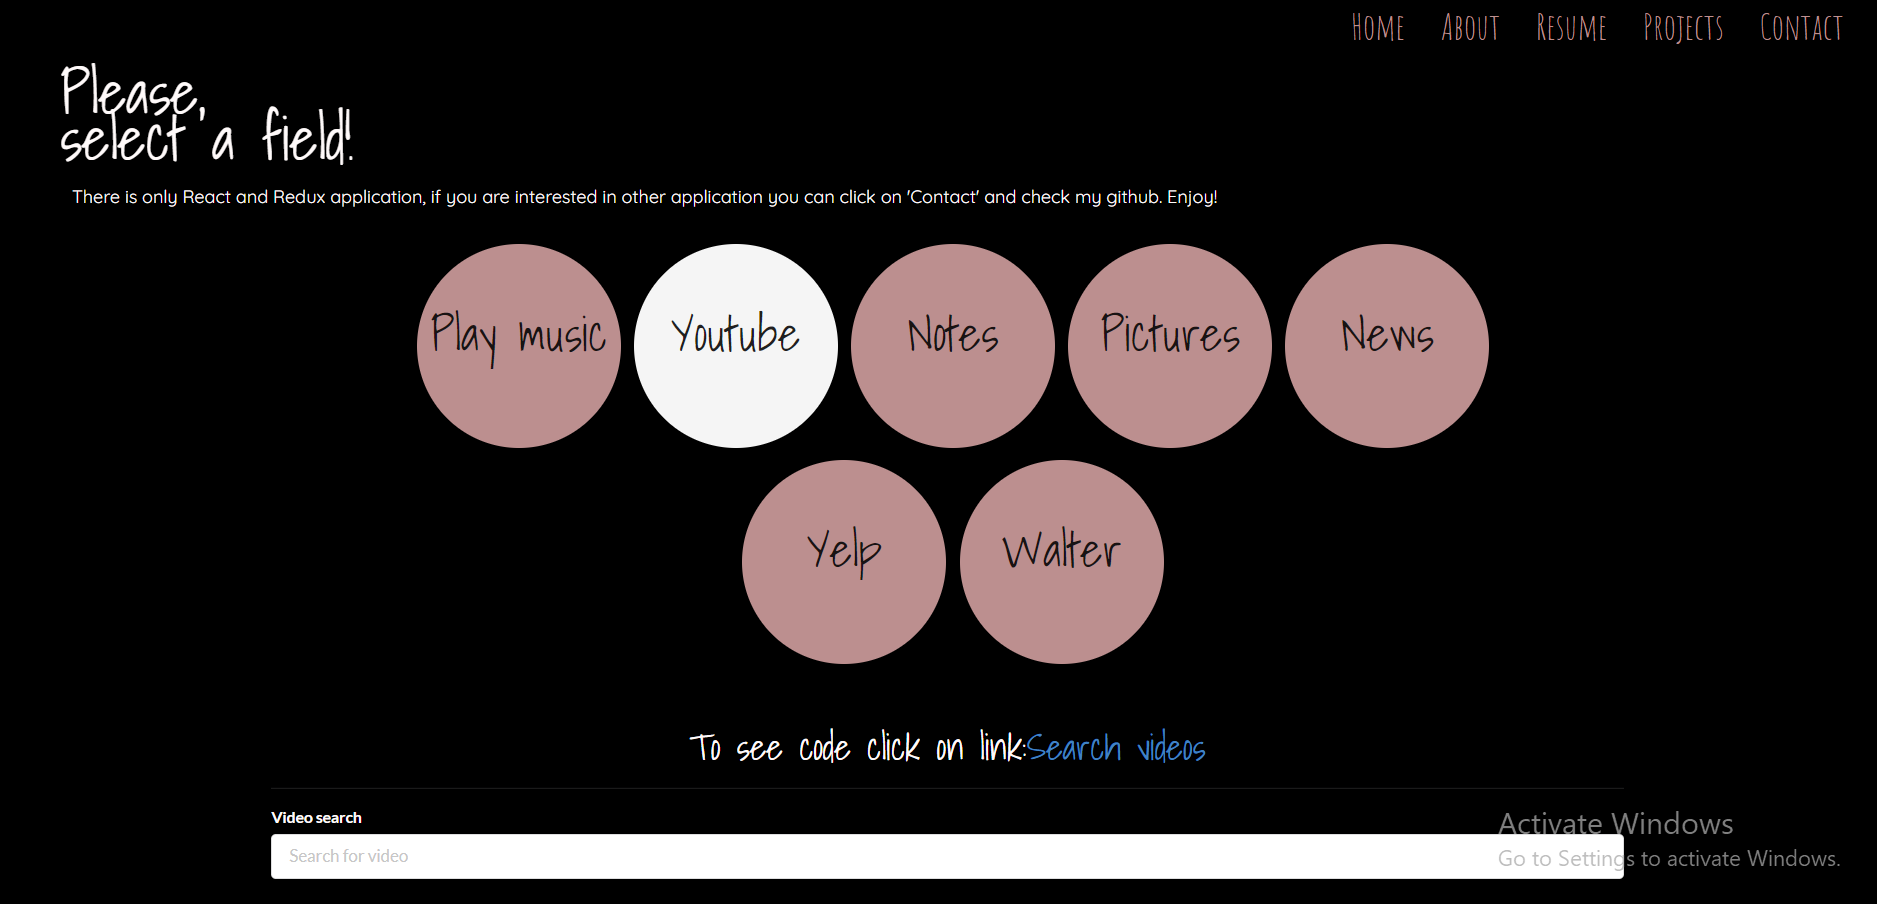 Home About Resume Projects Contact
Please,
select a field!
There is only React and Redux application, if you are interested in other application you can click on 'Contact' and check my github. Enjoy!
Play music Youtube Notes Pictures News
Yelp Walter
To see code click on link:Search videos
Video search
Search for video
Activate Windows
Go to Settings to activate Windows.